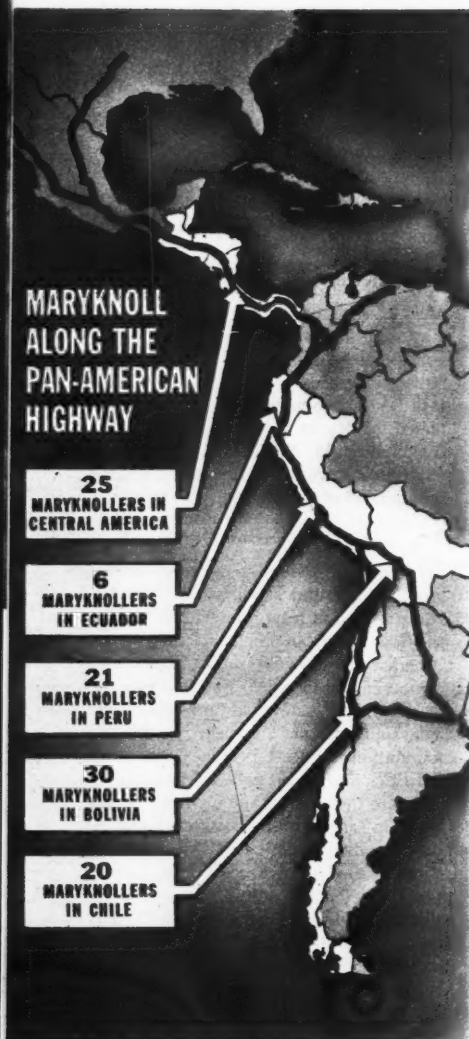 MARYKNOLL
ALONG THE
PAN-AMERICAN
HIGHWAY
25
MARYKNOLLERS IN
CENTRAL AMERICA
6
MARYKNOLLERS
IN ECUADOR
21
MARYKNOLLERS
IN PERU
30
MARYKNOLLERS
IN BOLIVIA
20
MARYKNOLLERS
IN CHILE